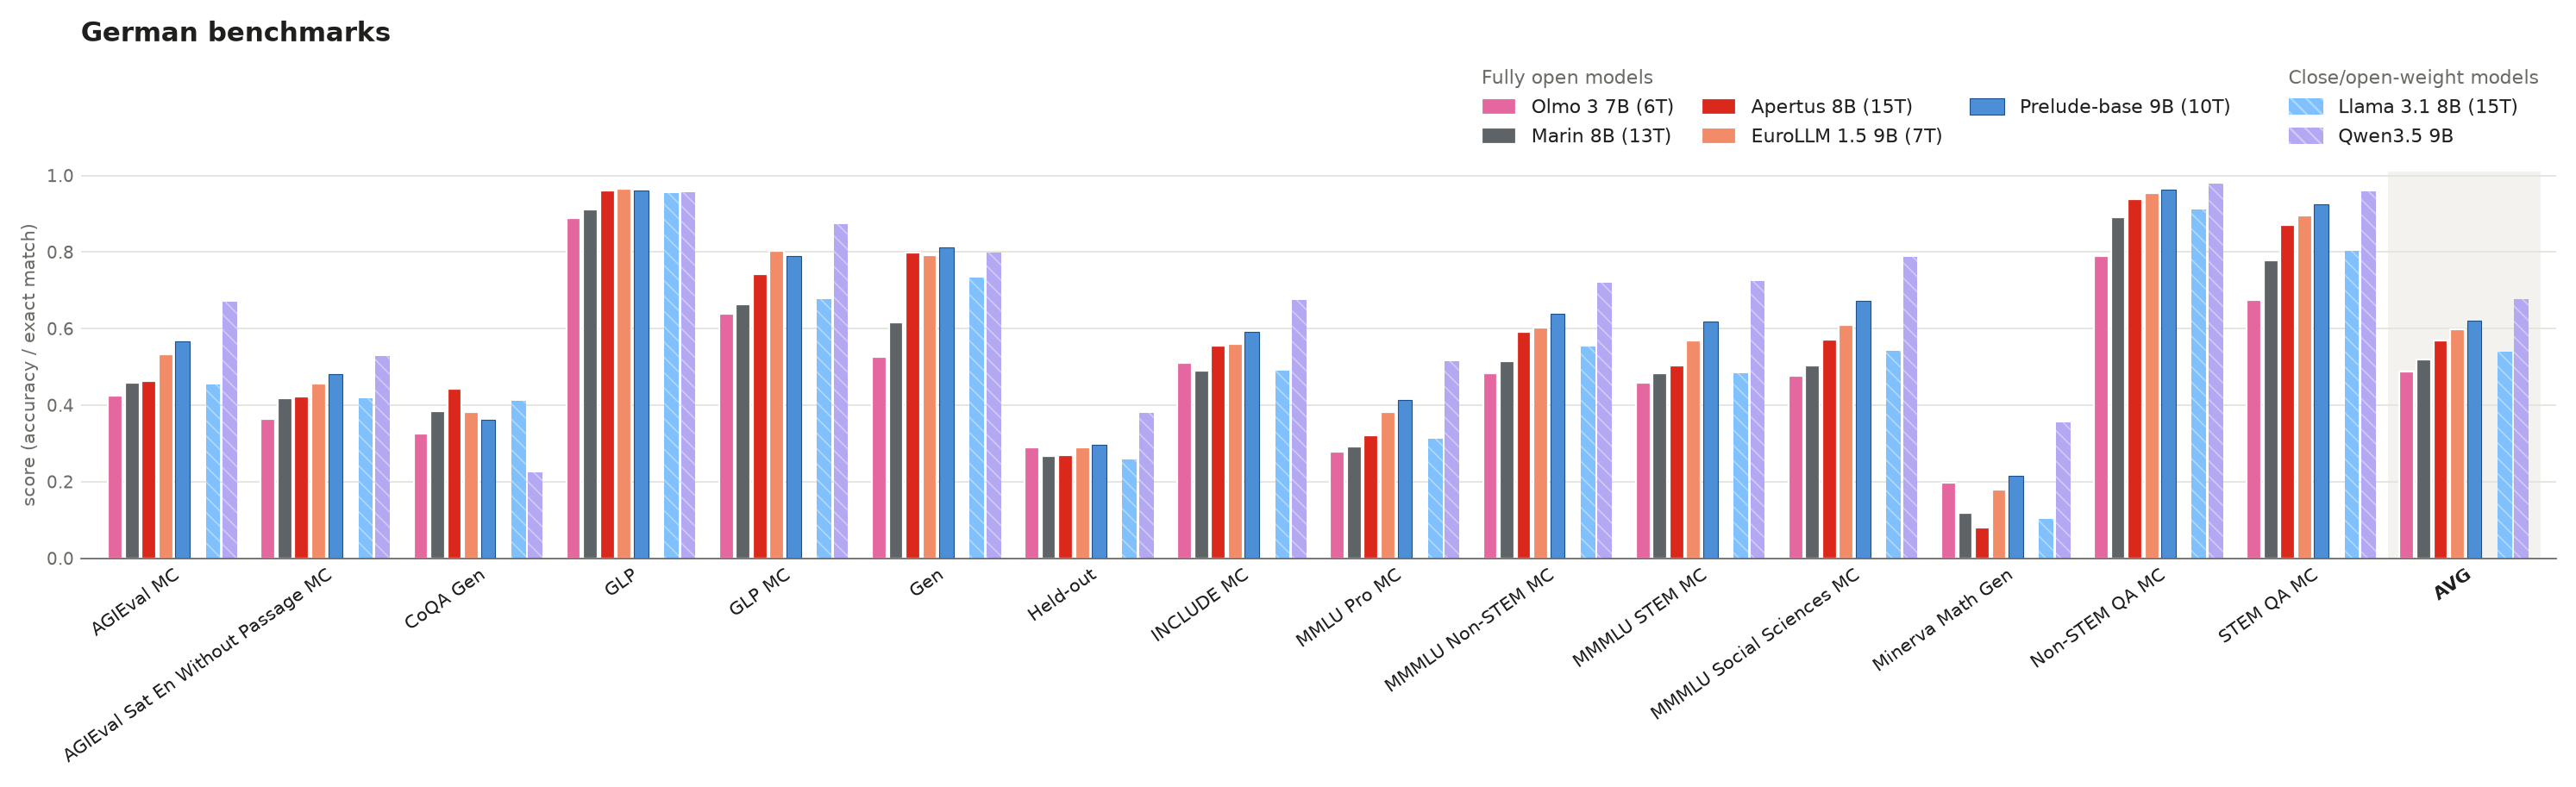 German benchmarks
Fully open models
Close/open-weight models
Olmo 3 7B (6T)
Apertus 8B (15T)
Prelude-base 9B (10T)
Llama 3.1 8B (15T)
Marin 8B (13T)
EuroLLM 1.5 9B (7T)
Qwen3.5 9B
score (accuracy / exact match)
1.0
0.8
0.6
0.4
0.2
0.0
AGIEval MC
AGIEval Sat En Without Passage MC
CoQA Gen
GLP
GLP MC
Gen
Held-out
INCLUDE MC
MMLU Pro MC
MMMLU Non-STEM MC
MMMLU STEM MC
MMMLU Social Sciences MC
Minerva Math Gen
Non-STEM QA MC
STEM QA MC
AVG